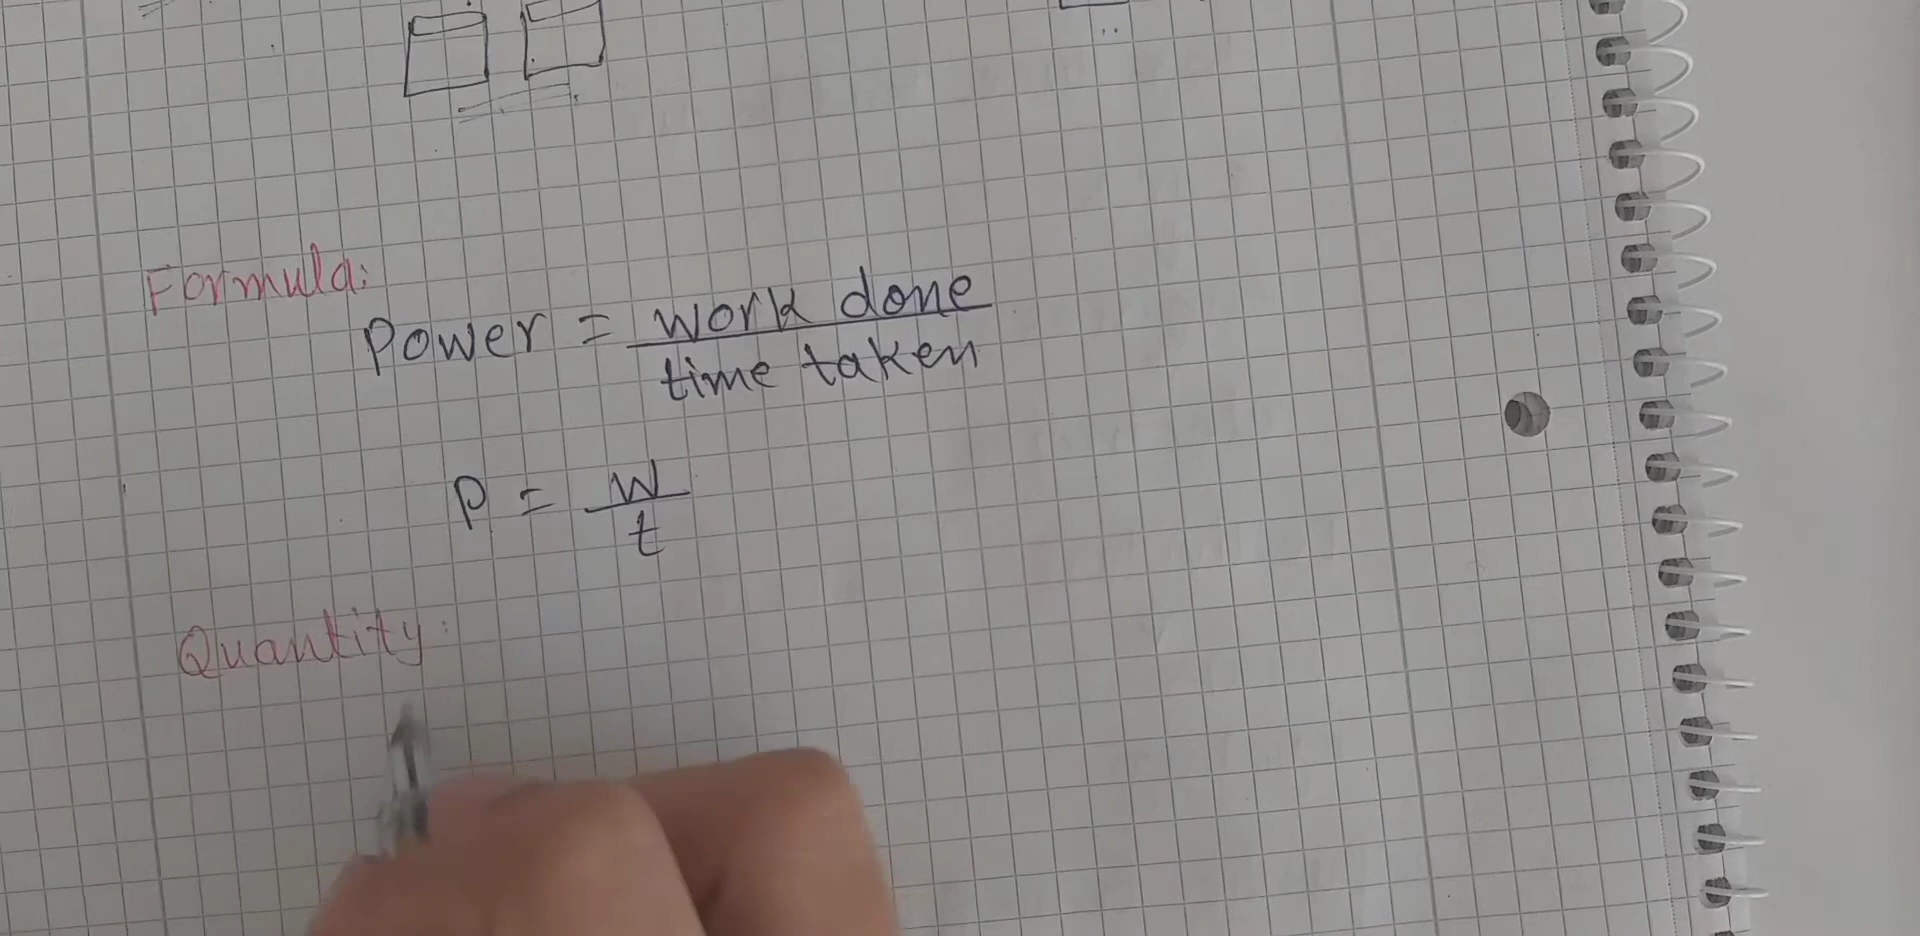 Formula:
Power = work done / time taken
P = W / t
Quantity: